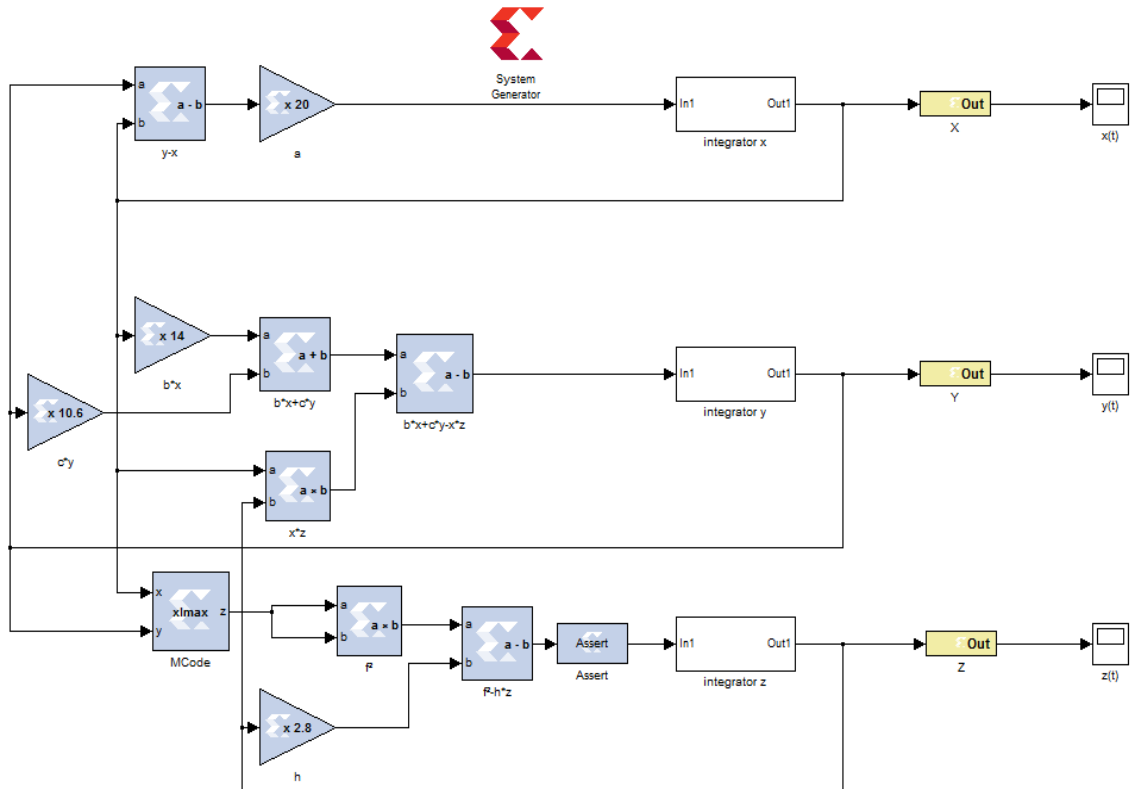 System
Generator
a
b
a - b
y-x
x 20
a
In1
Out1
integrator x
Out
X
x(t)
x 14
b*x
a
b
a + b
b*x+c*y
a
b
a - b
b*x+c*y-x*z
In1
Out1
integrator y
Out
Y
y(t)
x 10.6
c*y
a
b
a × b
x*z
x
y
xlmax
z
MCode
a
b
a × b
f²
a
b
a - b
f²-h*z
Assert
Assert
In1
Out1
integrator z
Out
Z
z(t)
x 2.8
h